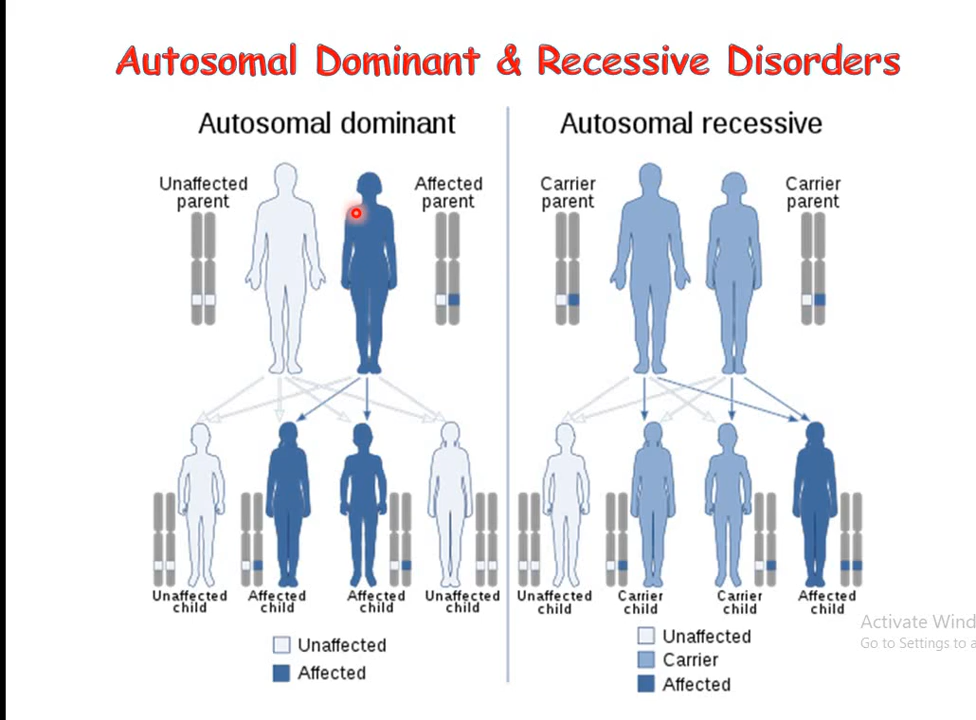 Autosomal Dominant & Recessive Disorders
Autosomal dominant
Unaffected
parent
Affected
parent
Unaffected
child
Affected
child
Affected
child
Unaffected
child
Unaffected
Affected
Autosomal recessive
Carrier
parent
Carrier
parent
Unaffected
child
Carrier
child
Carrier
child
Affected
child
Unaffected
Carrier
Affected
Activate Wind
Go to Settings to a